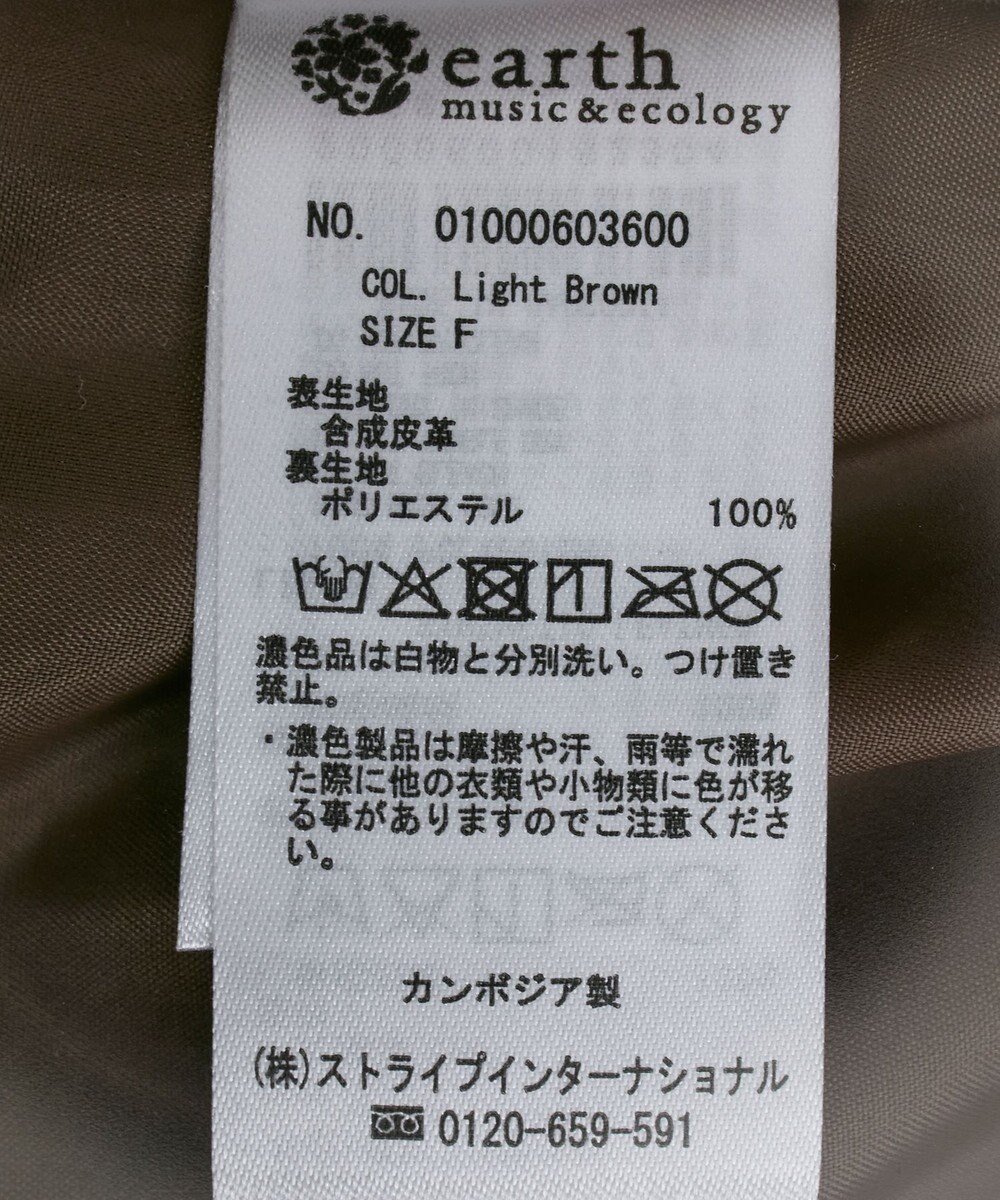 earth
music&ecology
NO. 01000603600
COL. Light Brown
SIZE F
表生地
合成皮革
裏生地
ポリエステル 100%
濃色品は白物と分別洗い。つけ置き
禁止。
・濃色製品は摩擦や汗、雨等で濡れ
た際に他の衣類や小物類に色が移
る事がありますのでご注意くださ
い。
カンボジア製
(株)ストライプインターナショナル
0120-659-591